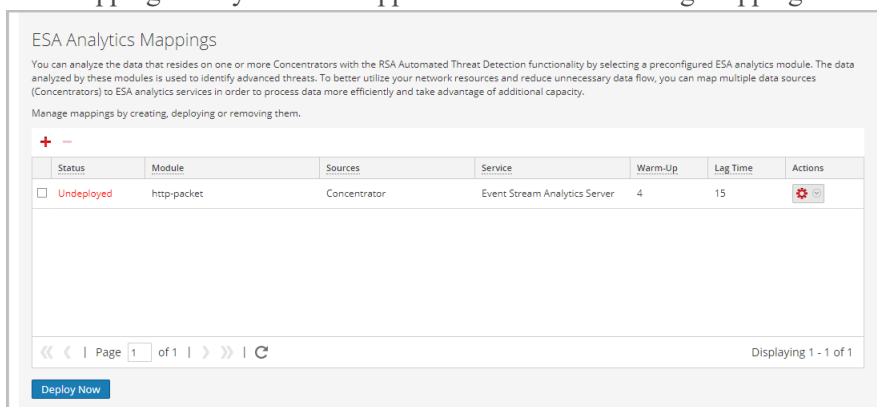 ESA Analytics Mappings
You can analyze the data that resides on one or more Concentrators with the RSA Automated Threat Detection functionality by selecting a preconfigured ESA analytics module. The data
analyzed by these modules is used to identify advanced threats. To better utilize your network resources and reduce unnecessary data flow, you can map multiple data sources
(Concentrators) to ESA analytics services in order to process data more efficiently and take advantage of additional capacity.
Manage mappings by creating, deploying or removing them.
Status Module Sources Service Warm-Up Lag Time Actions
Undeployed http-packet Concentrator Event Stream Analytics Server 4 15
Page 1 of 1 Displaying 1 - 1 of 1
Deploy Now